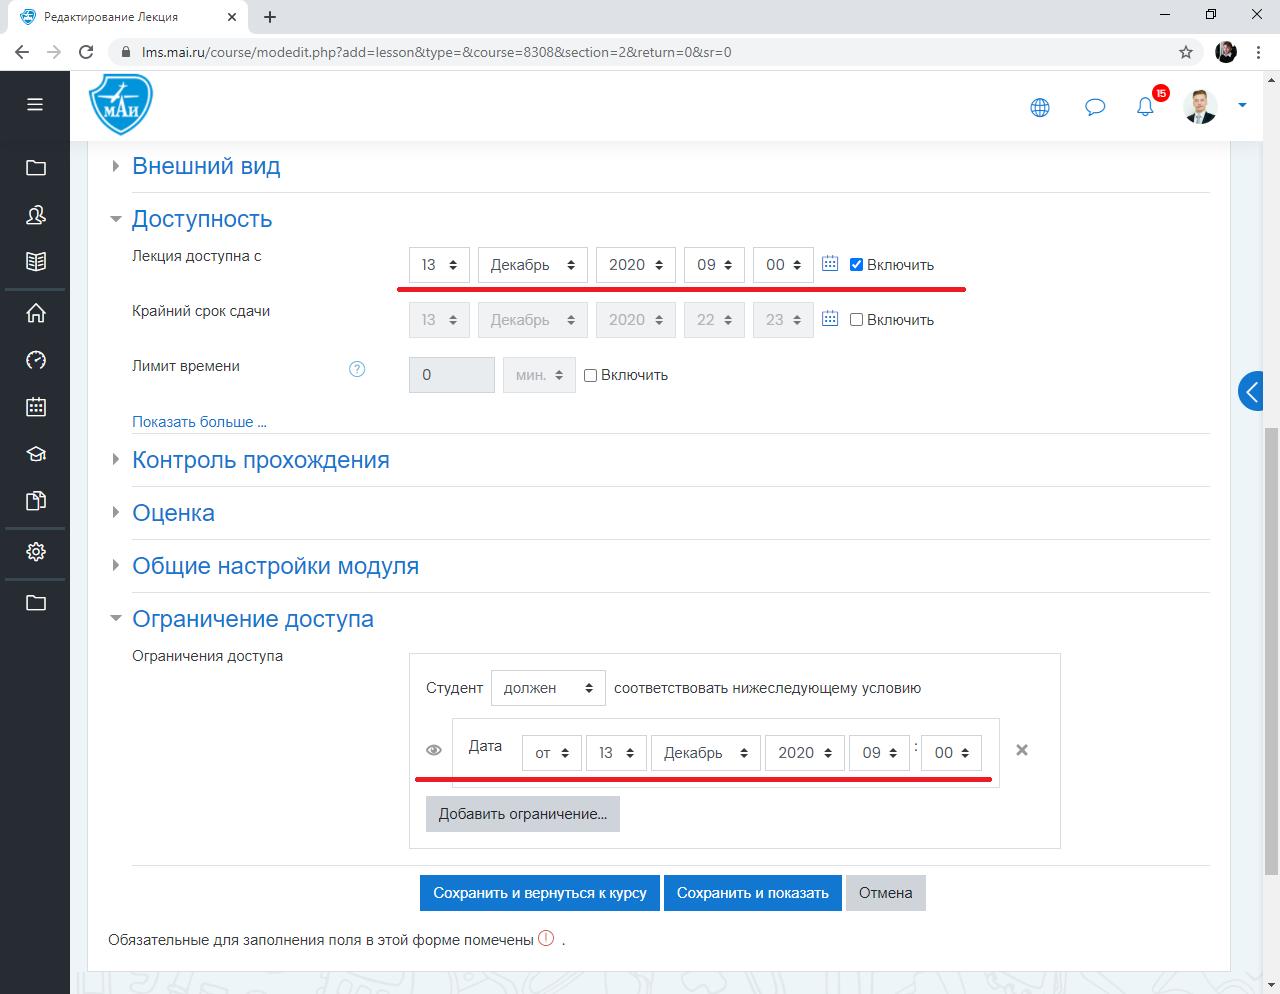 Редактирование Лекция
lms.mai.ru/course/modedit.php?add=lesson&type=&course=8308&section=2&return=0&sr=0
МАИ
15
Внешний вид
Доступность
Лекция доступна с 13 Декабрь 2020 09 00 Включить
Крайний срок сдачи 13 Декабрь 2020 22 23 Включить
Лимит времени ? 0 мин. Включить
Показать больше ...
Контроль прохождения
Оценка
Общие настройки модуля
Ограничение доступа
Ограничения доступа
Студент должен соответствовать нижеследующему условию
Дата от 13 Декабрь 2020 09 : 00
Добавить ограничение...
Сохранить и вернуться к курсу Сохранить и показать Отмена
Обязательные для заполнения поля в этой форме помечены ! .